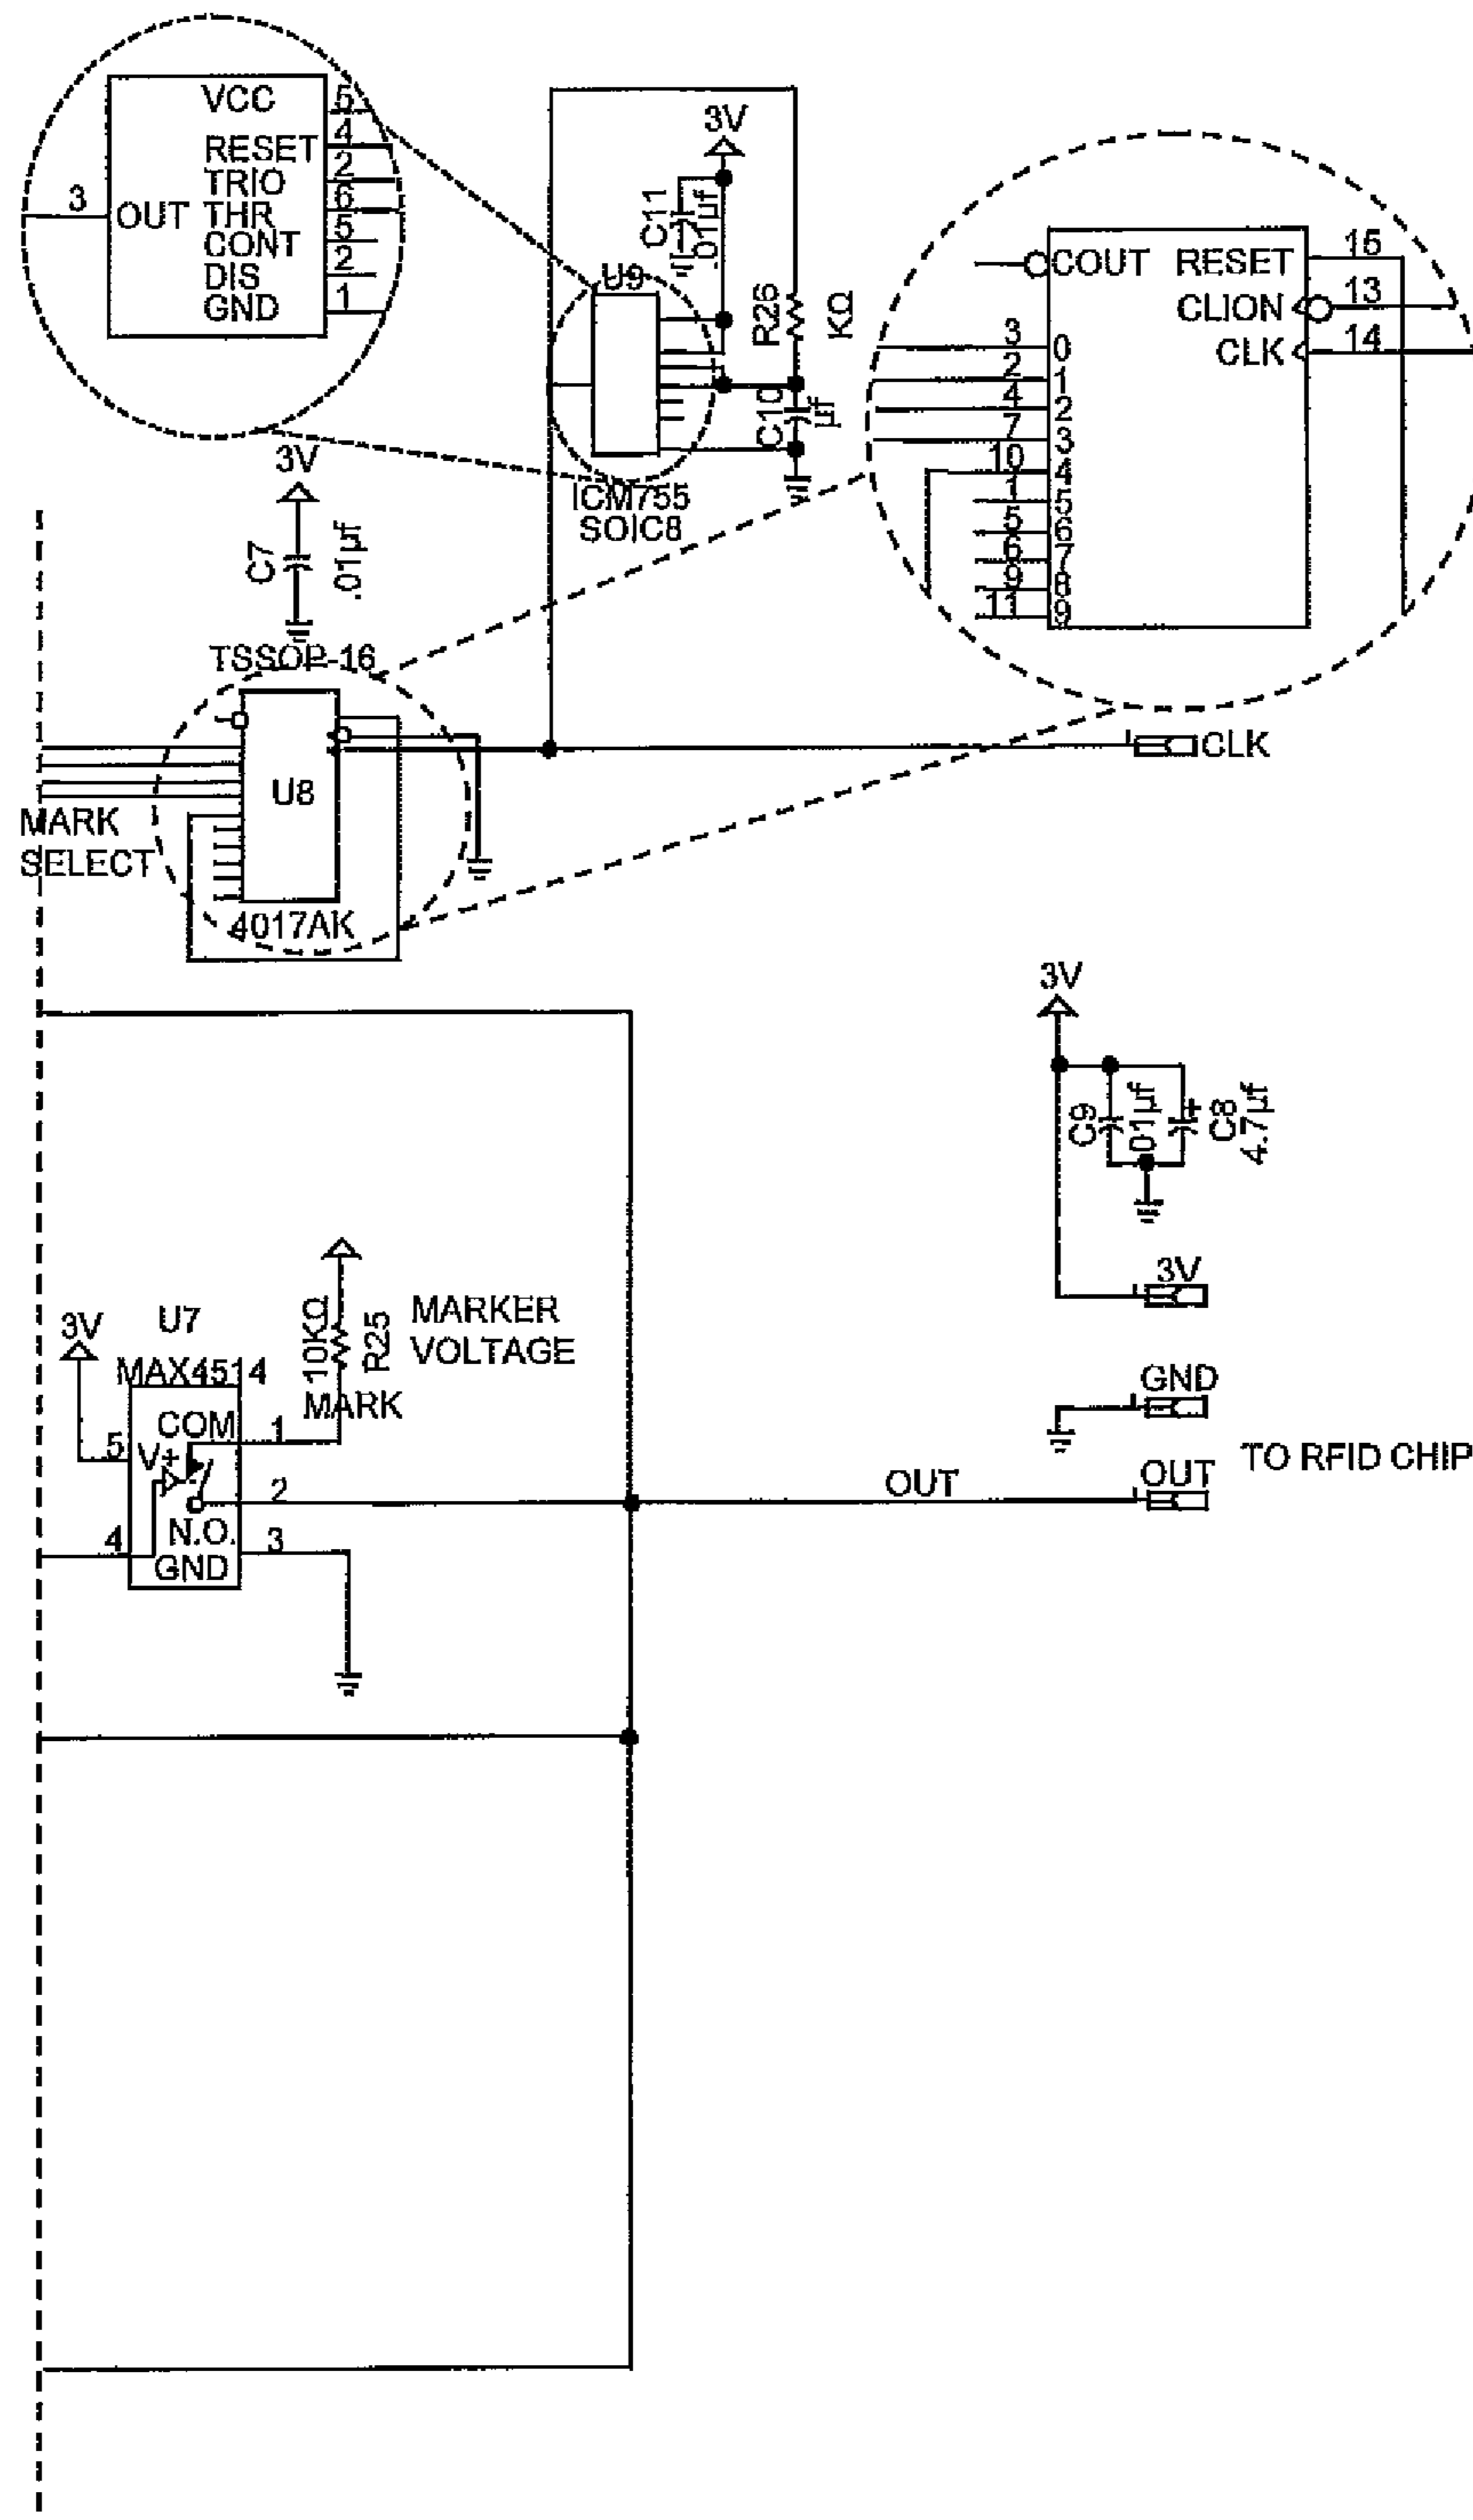 VCC 5
RESET 4
TRIO 2
3 OUT THR 6
CONT 5
DIS 2
GND 1
3V
C11
.01µf
U9
R26
KΩ
C10
µf
ICM755
SOIC8
COUT RESET 15
CLION 13
CLK 14
3 0
2 1
4 2
7 3
10 4
1 5
5 6
6 7
9 8
11 9
3V
C7
.01µf
TSSOP-16
U8
MARK
SELECT
4017AK
CLK
3V
C9
.01µf
C8
4.7µf
3V
GND
OUT
TO RFID CHIP
OUT
3V
U7
MAX4514
10KΩ
R25
MARKER
VOLTAGE
MARK
COM 1
5 V+
2
N.O.
4 GND 3